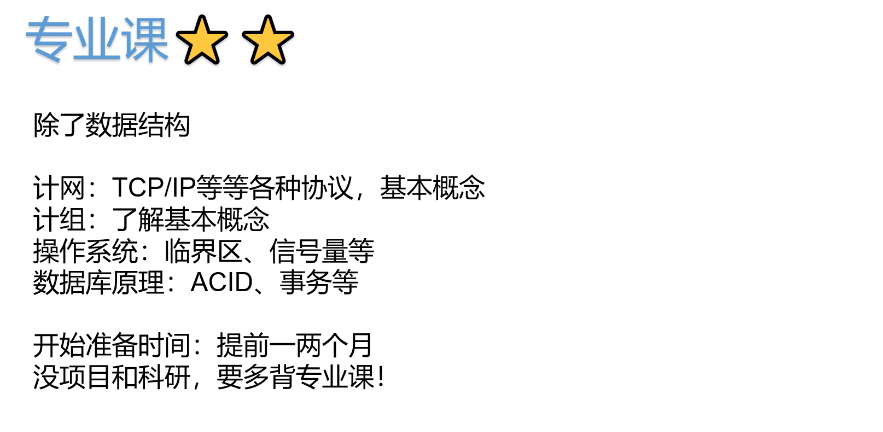 专业课
除了数据结构
计网：TCP/IP等等各种协议，基本概念
计组：了解基本概念
操作系统：临界区、信号量等
数据库原理：ACID、事务等
开始准备时间：提前一两个月
没项目和科研，要多背专业课！